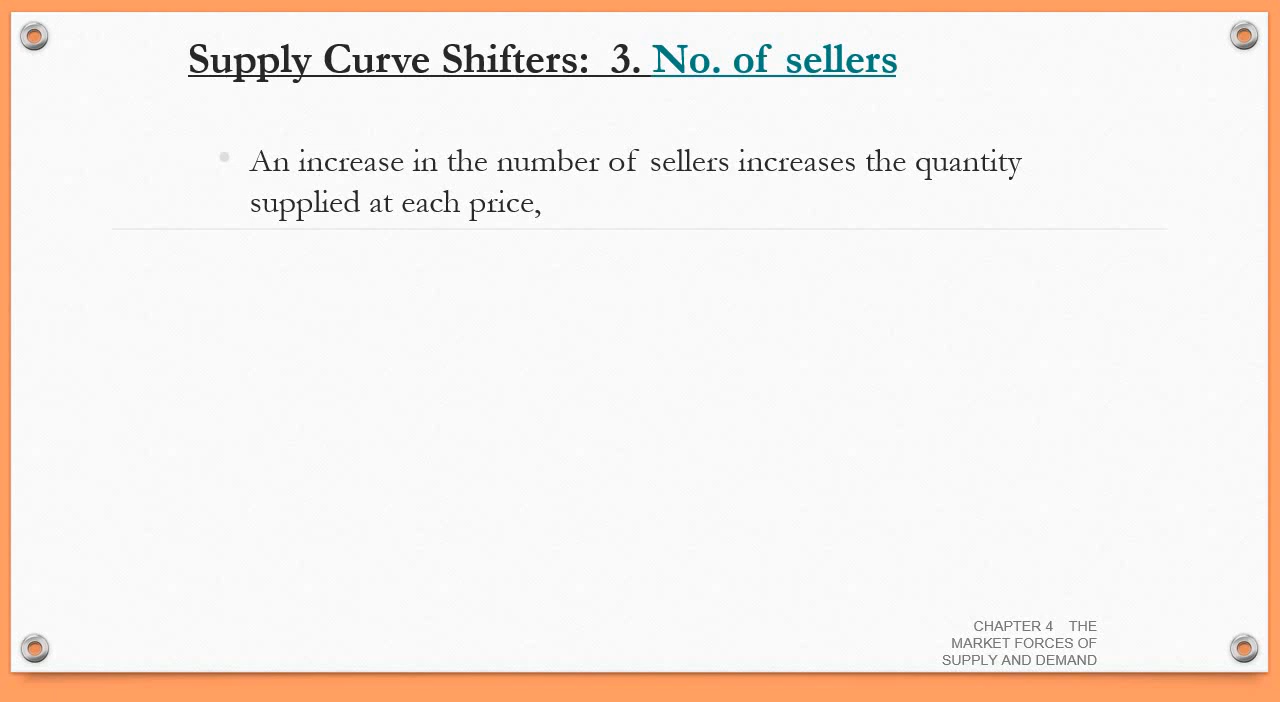 Supply Curve Shifters:  3. No. of sellers
An increase in the number of sellers increases the quantity
supplied at each price,
CHAPTER 4   THE
MARKET FORCES OF
SUPPLY AND DEMAND